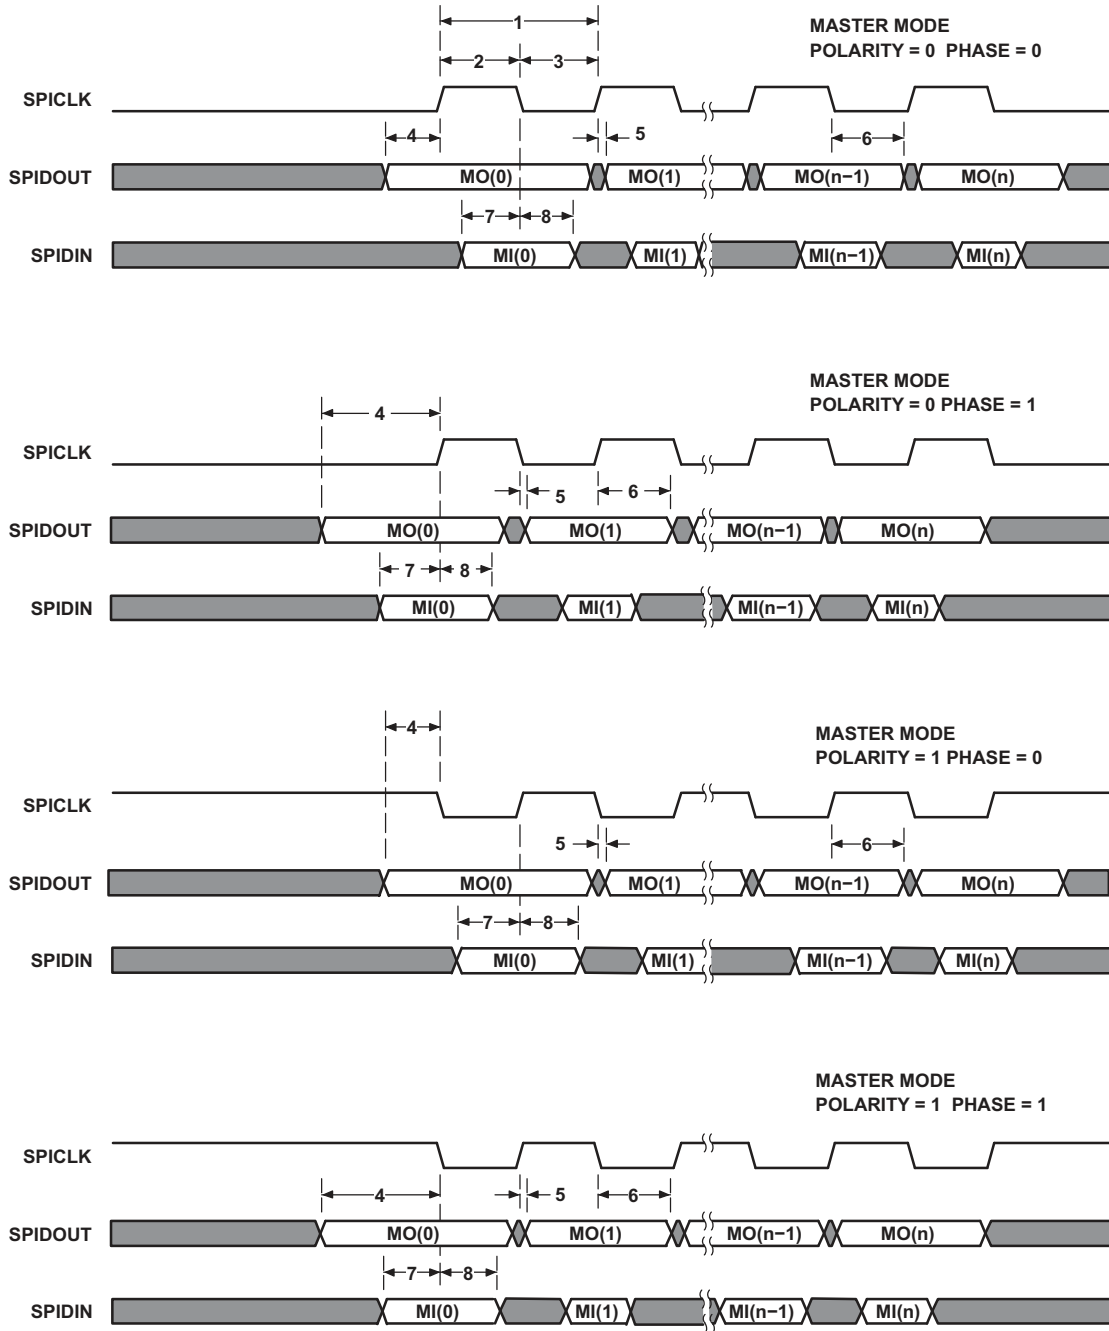 1
MASTER MODE
POLARITY = 0 PHASE = 0
2 3
SPICLK
4 5 6
SPIDOUT MO(0) MO(1) MO(n−1) MO(n)
7 8
SPIDIN MI(0) MI(1) MI(n−1) MI(n)
MASTER MODE
POLARITY = 0 PHASE = 1
4
SPICLK
5 6
SPIDOUT MO(0) MO(1) MO(n−1) MO(n)
7 8
SPIDIN MI(0) MI(1) MI(n−1) MI(n)
4
MASTER MODE
POLARITY = 1 PHASE = 0
SPICLK
5 6
SPIDOUT MO(0) MO(1) MO(n−1) MO(n)
7 8
SPIDIN MI(0) MI(1) MI(n−1) MI(n)
MASTER MODE
POLARITY = 1 PHASE = 1
SPICLK
4 5 6
SPIDOUT MO(0) MO(1) MO(n−1) MO(n)
7 8
SPIDIN MI(0) MI(1) MI(n−1) MI(n)